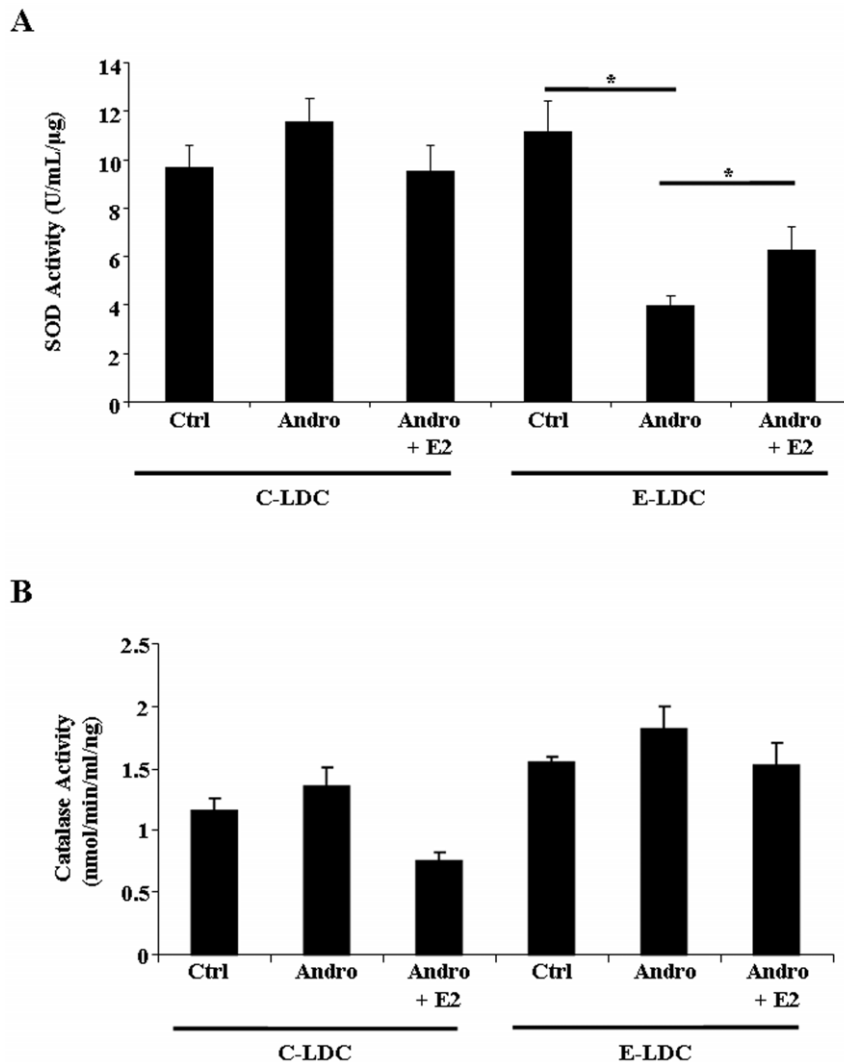 A
SOD Activity (U/mL/µg)
14
12
10
8
6
4
2
0
*
*
Ctrl
Andro
Andro
+ E2
Ctrl
Andro
Andro
+ E2
C-LDC
E-LDC
B
Catalase Activity
(nmol/min/ml/ng)
2.5
2
1.5
1
0.5
0
Ctrl
Andro
Andro
+ E2
Ctrl
Andro
Andro
+ E2
C-LDC
E-LDC